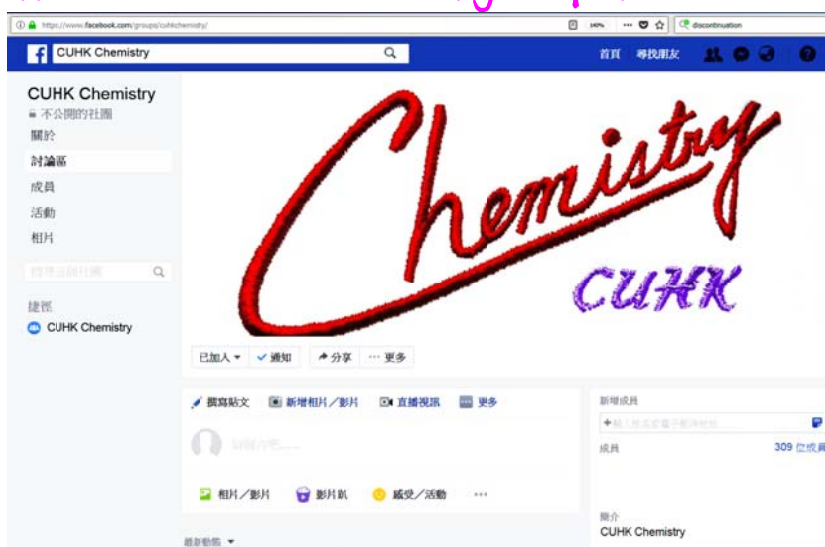 https://www.facebook.com/groups/cuhkchemistry/
140%
discontinuation
CUHK Chemistry
首頁 尋找朋友
CUHK Chemistry
不公開的社團
關於
討論區
成員
活動
相片
捷徑
CUHK Chemistry
Chemistry
CUHK
已加入 通知 分享 更多
撰寫貼文 新增相片／影片 直播視訊 更多
相片／影片 影片趴 感受／活動
最新動態
新增成員
成員 309 位成員
簡介
CUHK Chemistry